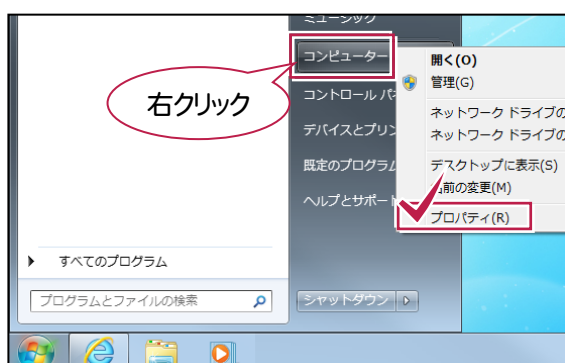 ミュージック
コンピューター
開く(O)
管理(G)
右クリック
コントロール パ
ネットワーク ドライブの
デバイスとプリン
ネットワーク ドライブの
既定のプログラム
デスクトップに表示(S)
前の変更(M)
ヘルプとサポート
プロパティ(R)
すべてのプログラム
プログラムとファイルの検索
シャットダウン